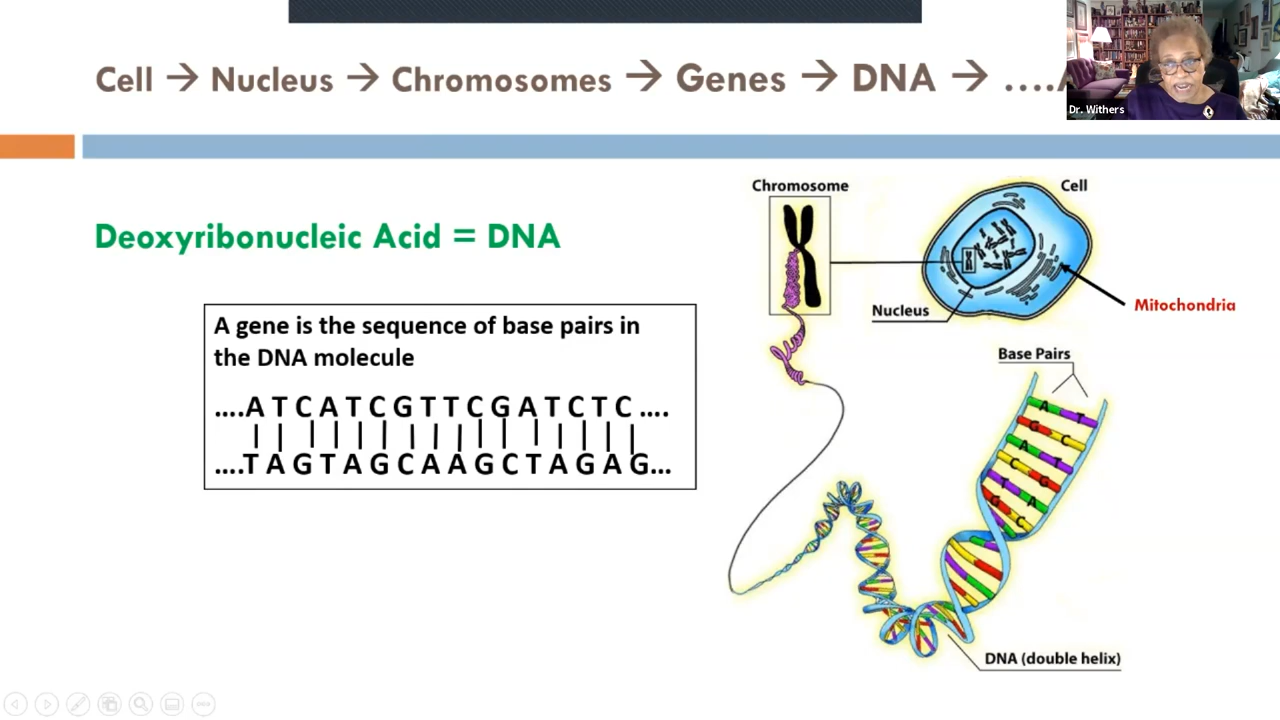 Cell → Nucleus → Chromosomes → Genes → DNA → ....
Dr. Withers
Deoxyribonucleic Acid = DNA
A gene is the sequence of base pairs in
the DNA molecule
....A T C A T C G T T C G A T C T C ....
....T A G T A G C A A G C T A G A G...
Chromosome
Cell
Nucleus
Mitochondria
Base Pairs
A T
G C
A T
C G
T A
G C
DNA (double helix)